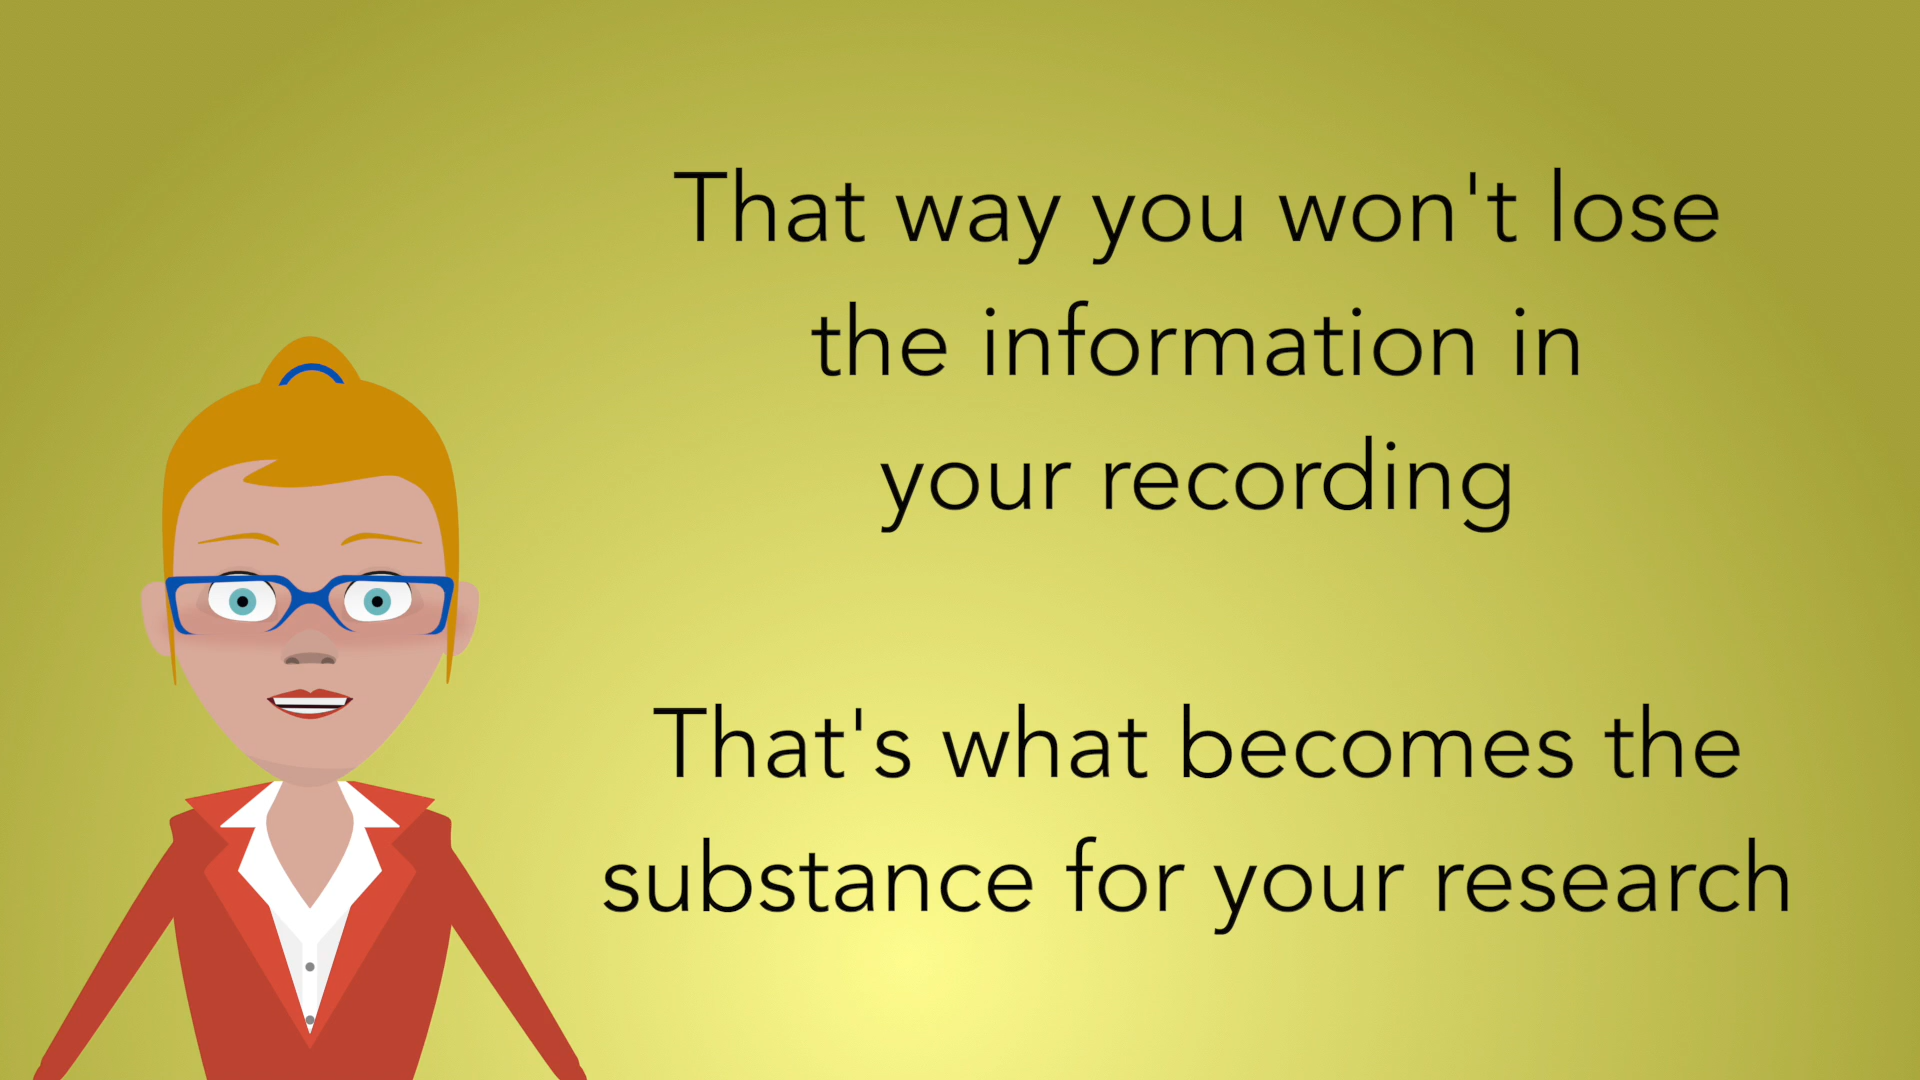 That way you won't lose
the information in
your recording
That's what becomes the
substance for your research